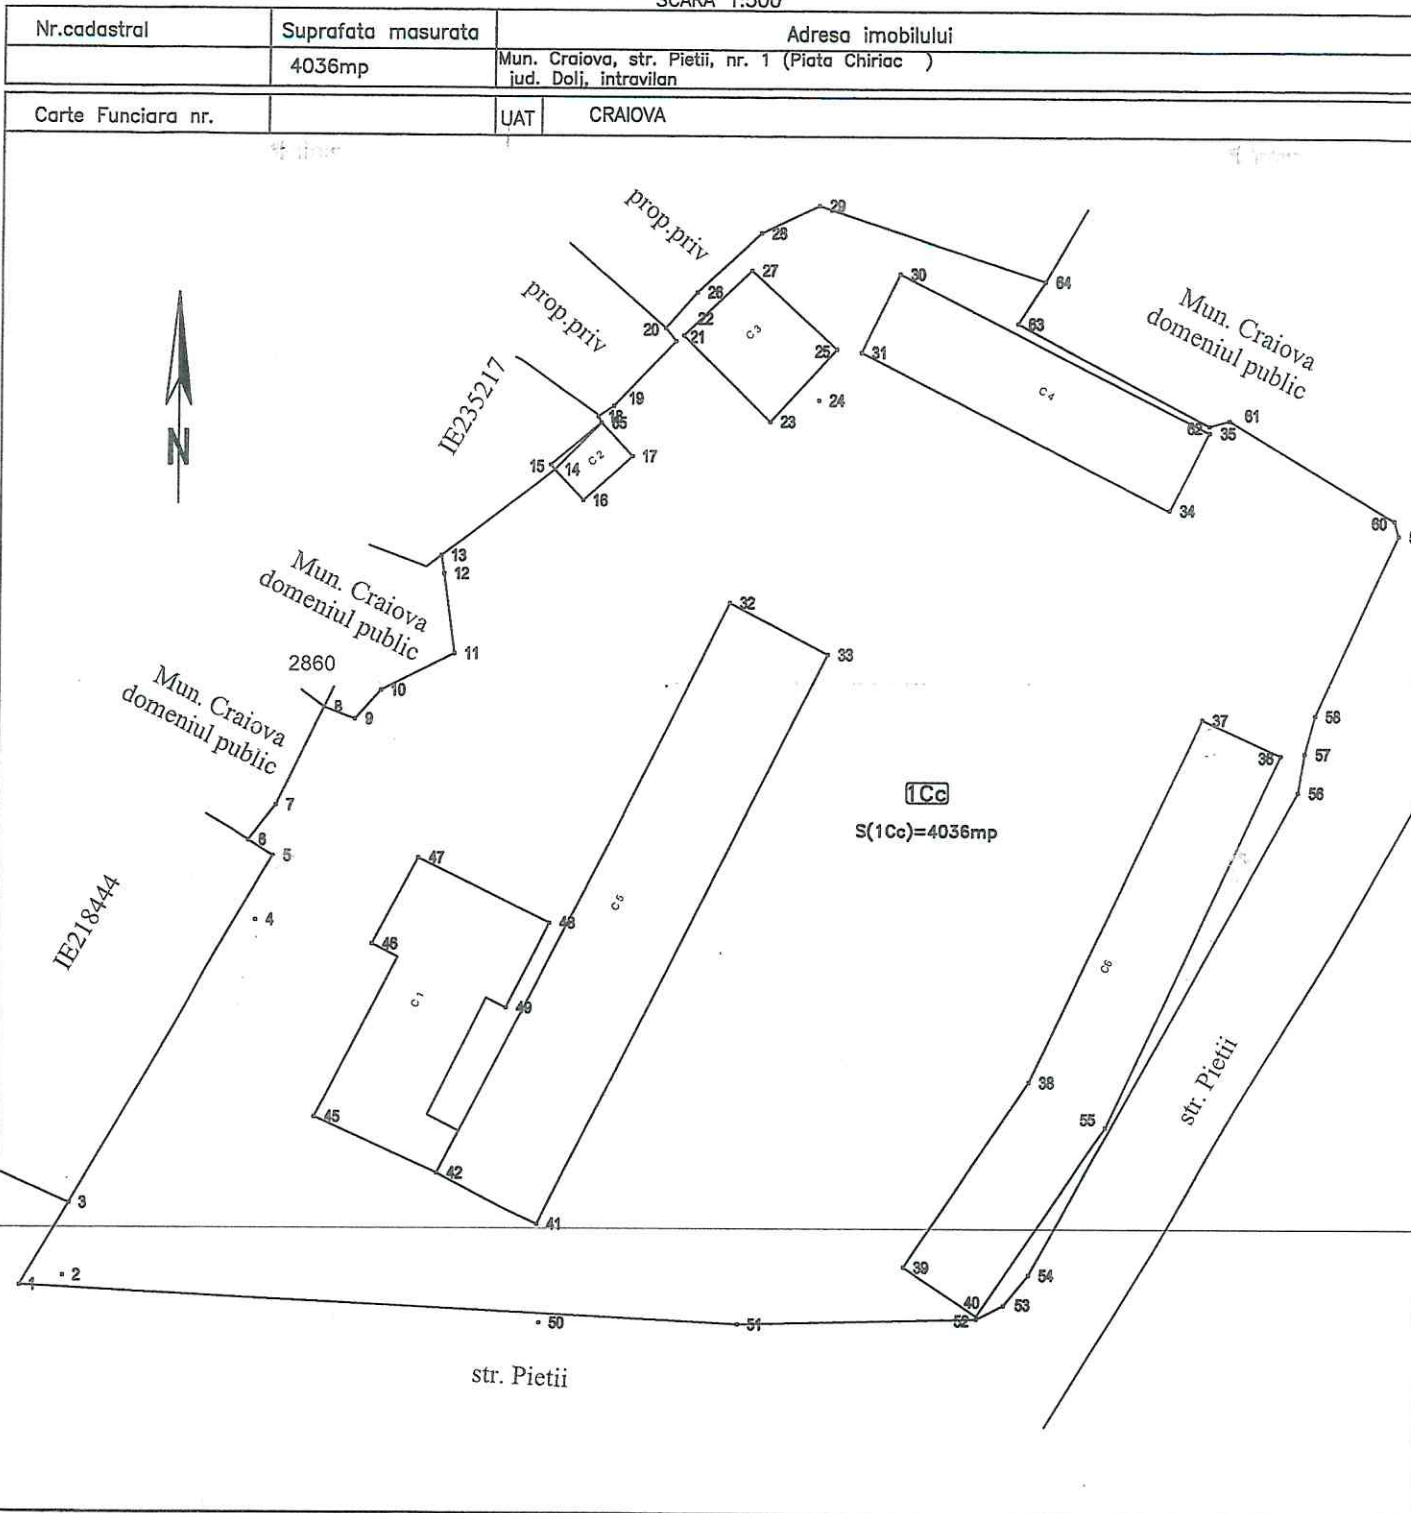 SCARA 1:500
Nr.cadastral
Suprafata masurata
Adresa imobilului
4036mp
Mun. Craiova, str. Pietii, nr. 1 (Piata Chiriac )
jud. Dolj, intravilan
Carte Funciara nr.
UAT
CRAIOVA
29
prop.priv
28
27
30
64
26
Mun. Craiova
domeniul public
prop.priv
20
22
21
C3
63
25
31
IE235217
C4
19
24
18
65
23
61
62
35
17
C2
15
14
16
34
60
N
13
12
Mun. Craiova
domeniul public
32
11
33
2860
10
Mun. Craiova
domeniul public
8
9
58
37
57
36
7
56
1Cc
S(1Cc)=4036mp
6
5
47
IE218444
4
48
C5
46
C6
C1
49
38
str. Pietii
45
55
42
3
41
39
2
1
54
40
53
52
50
51
str. Pietii